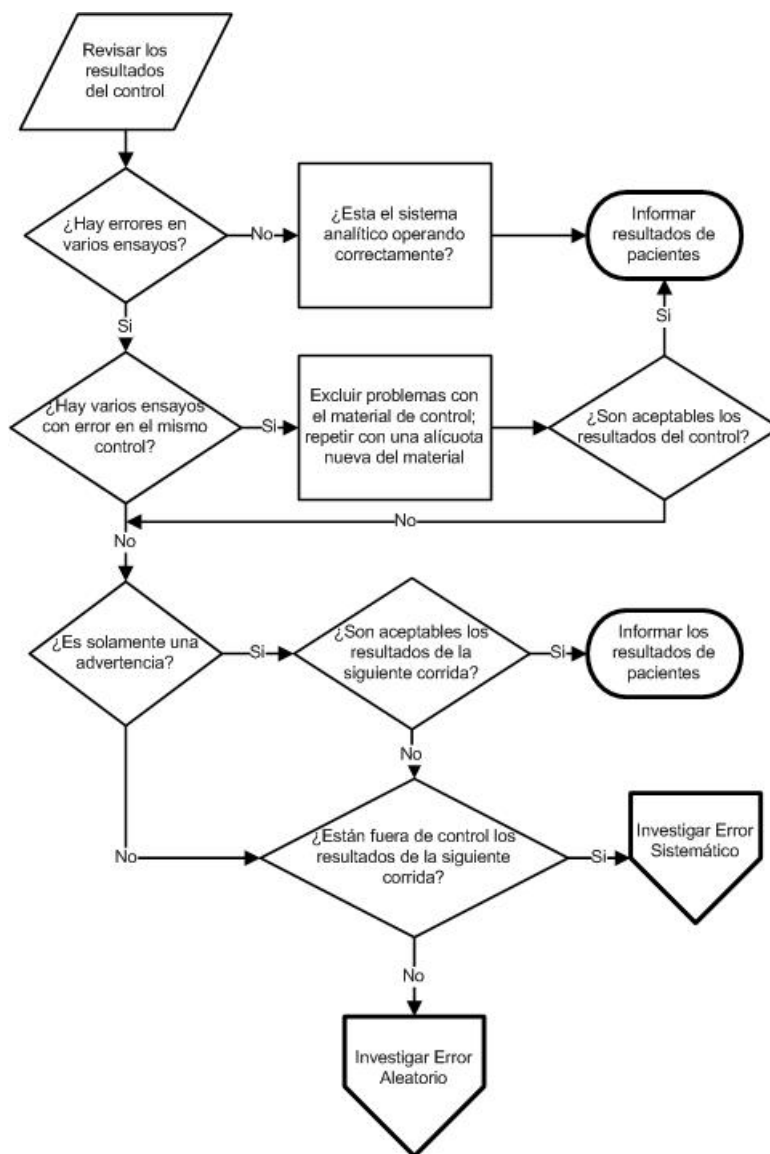 Revisar los
resultados
del control
¿Hay errores en
varios ensayos?
No
¿Esta el sistema
analítico operando
correctamente?
Informar
resultados de
pacientes
Si
Si
¿Hay varios ensayos
con error en el mismo
control?
Si
Excluir problemas con
el material de control;
repetir con una alícuota
nueva del material
¿Son aceptables los
resultados del control?
No
No
¿Es solamente una
advertencia?
Si
¿Son aceptables los
resultados de la
siguiente corrida?
Si
Informar los
resultados de
pacientes
No
No
¿Están fuera de control los
resultados de la siguiente
corrida?
Si
Investigar Error
Sistemático
No
Investigar Error
Aleatorio